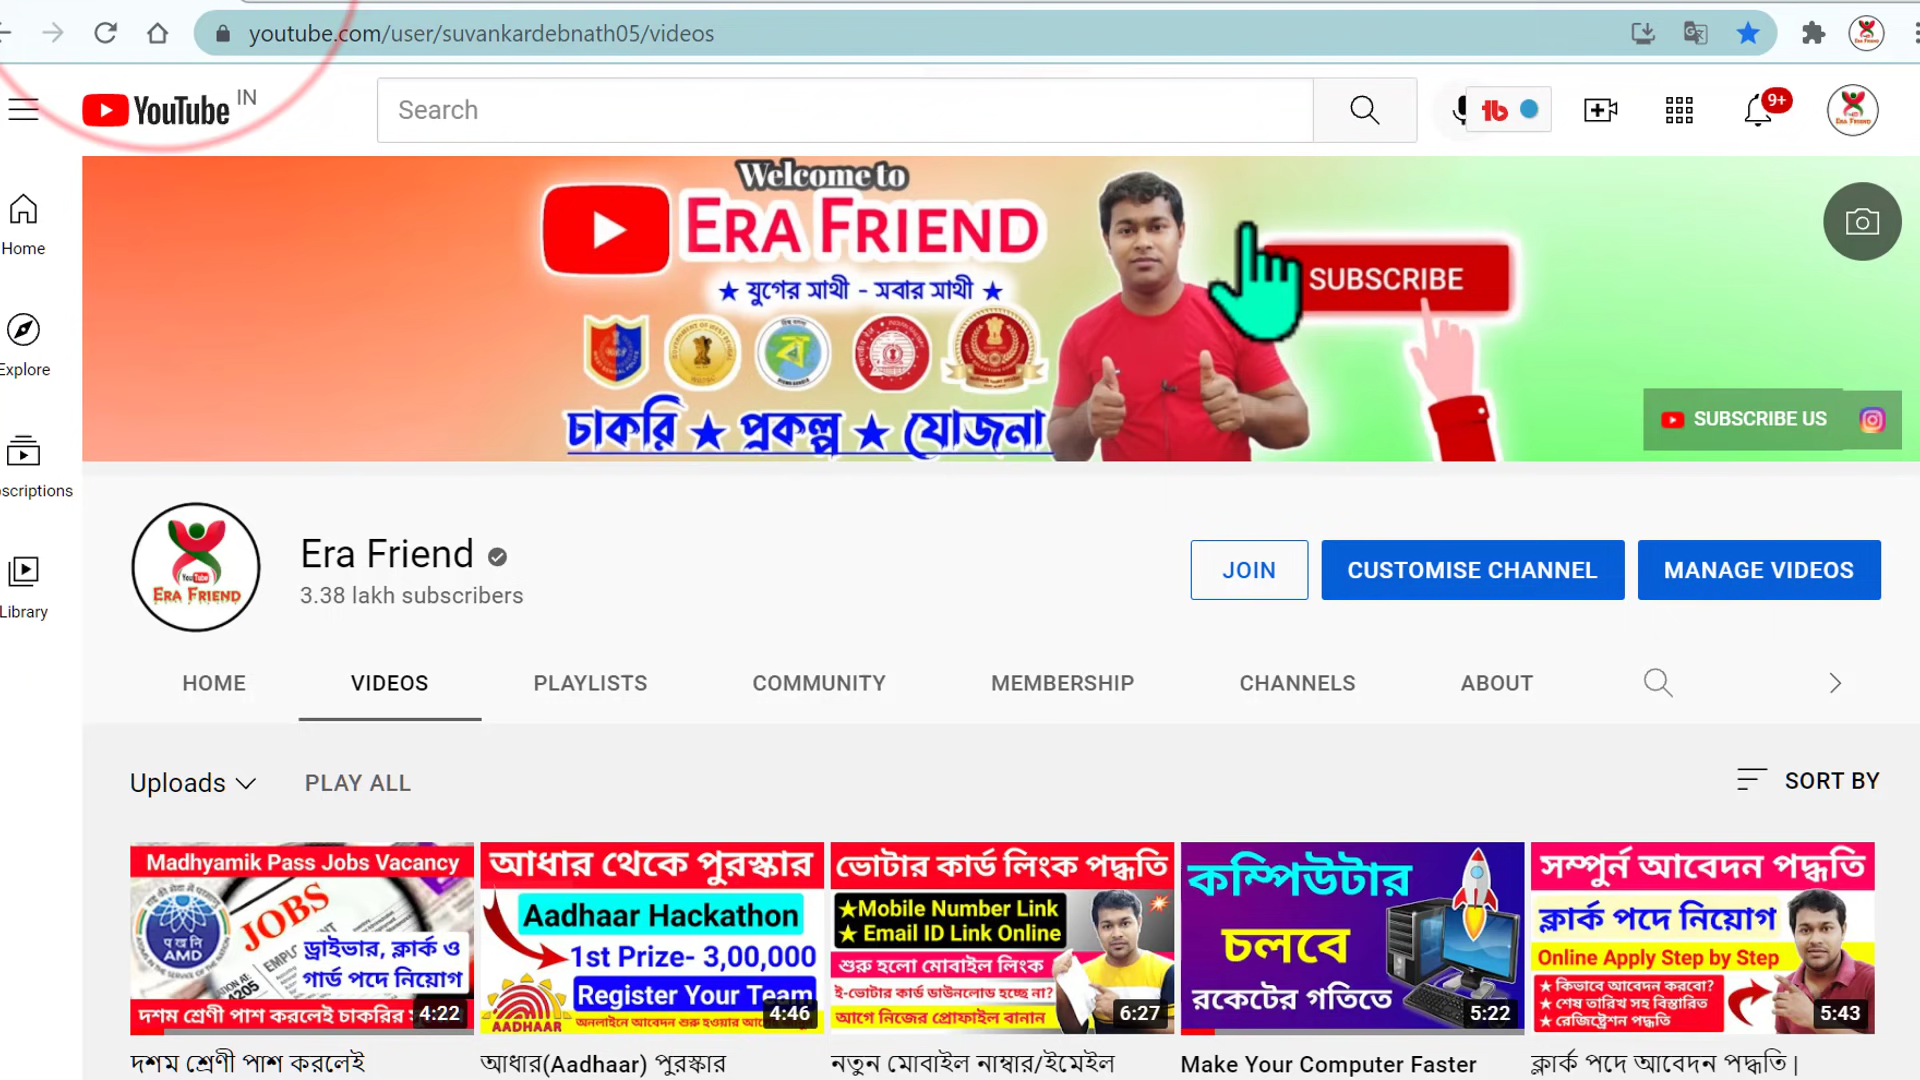 youtube.com/user/suvankardebnath05/videos
YouTube IN
Search
9+
Home
Explore
Library
Welcome to
ERA FRIEND
★ যুগের সাথী - সবার সাথী ★
চাকরি ★ প্রকল্প ★ যোজনা
SUBSCRIBE
SUBSCRIBE US
YouTube
ERA FRIEND
Era Friend
3.38 lakh subscribers
JOIN
CUSTOMISE CHANNEL
MANAGE VIDEOS
HOME
VIDEOS
PLAYLISTS
COMMUNITY
MEMBERSHIP
CHANNELS
ABOUT
Uploads
PLAY ALL
SORT BY
Madhyamik Pass Jobs Vacancy
JOBS
AMD
ড্রাইভার, ক্লার্ক ও
গার্ড পদে নিয়োগ
দশম শ্রেণী পাশ করলেই চাকরির
4:22
দশম শ্রেণী পাশ করলেই
আধার থেকে পুরস্কার
Aadhaar Hackathon
1st Prize- 3,00,000
Register Your Team
AADHAAR
অনলাইনে আবেদন শুরু হওয়ার
4:46
আধার(Aadhaar) পুরস্কার
ভোটার কার্ড লিংক পদ্ধতি
★Mobile Number Link
★ Email ID Link Online
শুরু হলো মোবাইল লিংক
ই-ভোটার কার্ড ডাউনলোড হচ্ছে না?
আগে নিজের প্রোফাইল বানান
6:27
নতুন মোবাইল নাম্বার/ইমেইল
কম্পিউটার
চলবে
রকেটের গতিতে
5:22
Make Your Computer Faster
সম্পুর্ন আবেদন পদ্ধতি
ক্লার্ক পদে নিয়োগ
Online Apply Step by Step
★ কিভাবে আবেদন করবো?
★ শেষ তারিখ সহ বিস্তারিত
★ রেজিষ্ট্রেশন পদ্ধতি
5:43
ক্লার্ক পদে আবেদন পদ্ধতি |